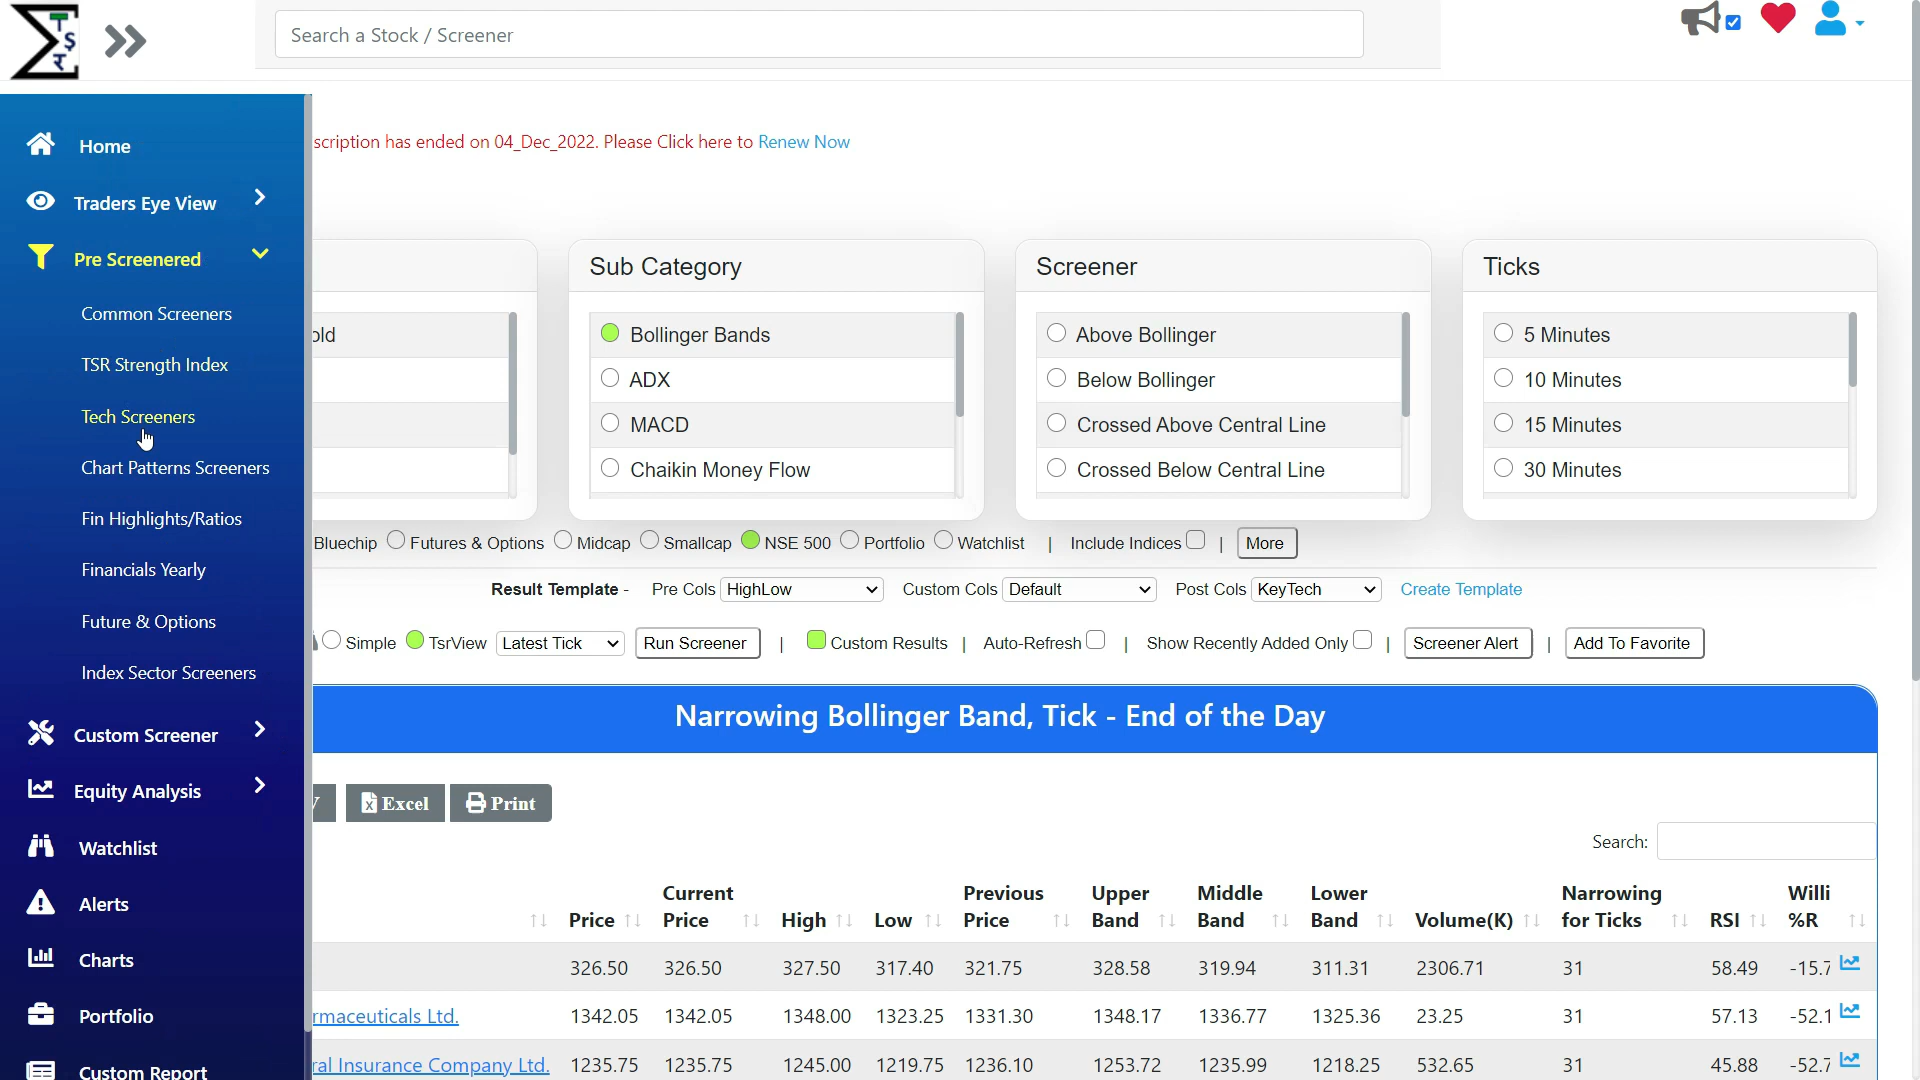 T $ ₹
Search a Stock / Screener
Home
Traders Eye View
Pre Screenered
Common Screeners
TSR Strength Index
Tech Screeners
Chart Patterns Screeners
Fin Highlights/Ratios
Financials Yearly
Future & Options
Index Sector Screeners
Custom Screener
Equity Analysis
Watchlist
Alerts
Charts
Portfolio
Custom Report
scription has ended on 04_Dec_2022. Please Click here to Renew Now
old
Sub Category
Bollinger Bands
ADX
MACD
Chaikin Money Flow
Screener
Above Bollinger
Below Bollinger
Crossed Above Central Line
Crossed Below Central Line
Ticks
5 Minutes
10 Minutes
15 Minutes
30 Minutes
Bluechip Futures & Options Midcap Smallcap NSE 500 Portfolio Watchlist | Include Indices | More
Result Template - Pre Cols HighLow Custom Cols Default Post Cols KeyTech Create Template
Simple TsrView Latest Tick Run Screener | Custom Results | Auto-Refresh | Show Recently Added Only | Screener Alert | Add To Favorite
Narrowing Bollinger Band, Tick - End of the Day
Excel Print
Search:
Price Current Price High Low Previous Price Upper Band Middle Band Lower Band Volume(K) Narrowing for Ticks RSI Willi %R
326.50 326.50 327.50 317.40 321.75 328.58 319.94 311.31 2306.71 31 58.49 -15.7
rmaceuticals Ltd. 1342.05 1342.05 1348.00 1323.25 1331.30 1348.17 1336.77 1325.36 23.25 31 57.13 -52.1
ral Insurance Company Ltd. 1235.75 1235.75 1245.00 1219.75 1236.10 1253.72 1235.99 1218.25 532.65 31 45.88 -52.7